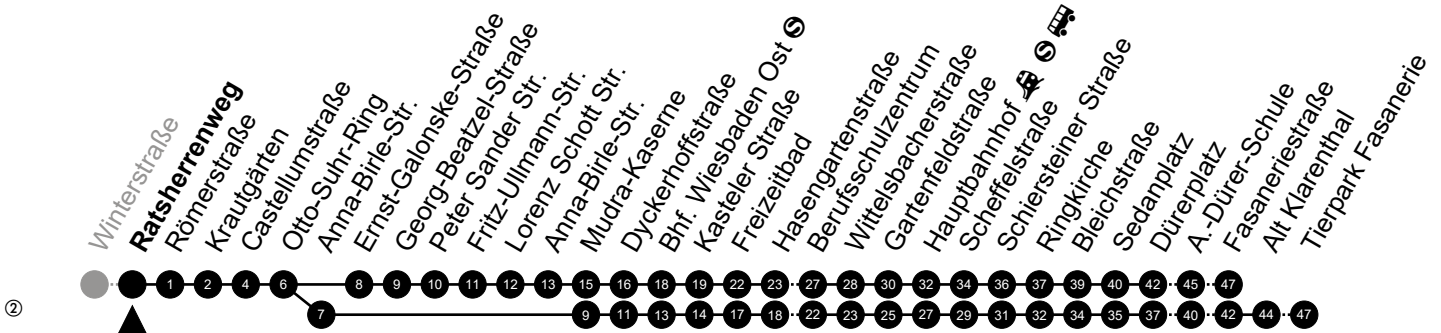 Winterstraße
Ratsherrenweg
Römerstraße
Krautgärten
Castellumstraße
Otto-Suhr-Ring
Anna-Birle-Str.
Ernst-Galonske-Straße
Georg-Beatzel-Straße
Peter Sander Str.
Fritz-Ullmann-Str.
Lorenz Schott Str.
Anna-Birle-Str.
Mudra-Kaserne
Dyckerhoffstraße
Bhf. Wiesbaden Ost S
Kasteler Straße
Freizeitbad
Hasengartenstraße
Berufsschulzentrum
Wittelsbacherstraße
Gartenfeldstraße
Hauptbahnhof S
Scheffelstraße
Schiersteiner Straße
Ringkirche
Bleichstraße
Sedanplatz
Dürerplatz
A.-Dürer-Schule
Fasaneriestraße
Alt Klarenthal
Tierpark Fasanerie
1 2 4 6 8 9 10 11 12 13 15 16 18 19 22 23 27 28 30 32 34 36 37 39 40 42 45 47
② 7 9 11 13 14 17 18 22 23 25 27 29 31 32 34 35 37 40 42 44 47